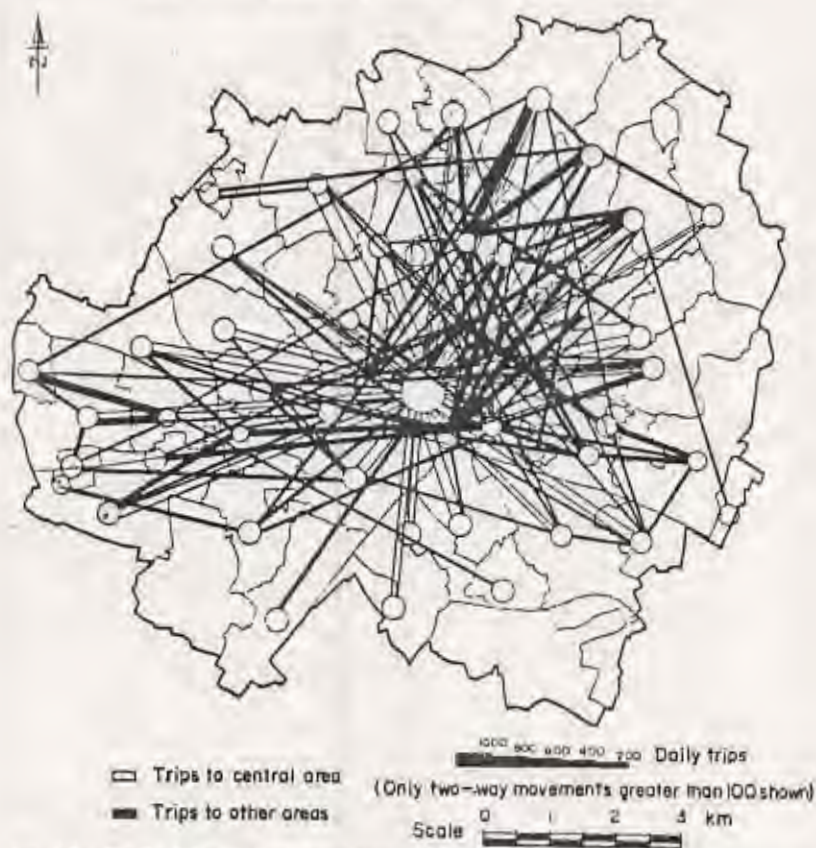 N
1000 800 600 400 200 Daily trips
Trips to central area
(Only two-way movements greater than 100 shown)
Trips to other areas
Scale 0 1 2 3 km